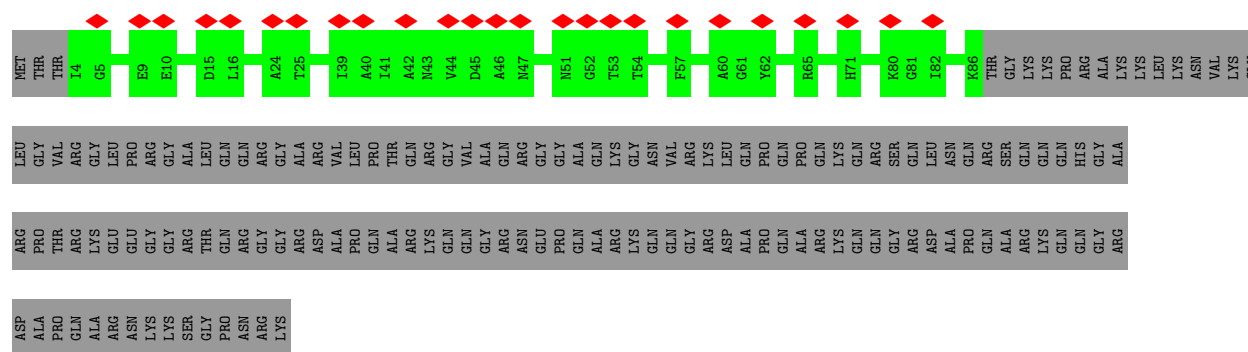 MET THR THR I4 G5 E9 E10 D15 L16 A24 T25 I39 A40 I41 A42 N43 V44 D45 A46 N47 N51 G52 T53 T54 F57 A60 G61 Y62 R65 H71 K80 G81 I82 K86 THR GLY LYS LYS PRO ARG ALA LYS LYS LEU LYS ASN VAL LYS
LEU GLY VAL ARG GLY LEU PRO ARG GLY ALA LEU GLN GLN ARG GLY ALA ARG VAL LEU PRO THR GLN ARG GLY VAL ALA GLN ARG GLY GLY ALA GLN LYS GLY ASN VAL ARG LYS LEU GLN PRO GLN PRO GLN LYS GLN ARG SER GLN LEU ASN GLN ARG SER GLN GLN GLN HIS GLY ALA
ARG PRO THR ARG LYS GLU GLU GLY GLY ARG THR GLN ARG GLY GLY ARG ASP ALA PRO GLN ALA ARG LYS GLN GLN GLY ARG ASN GLU PRO GLN ALA ARG LYS GLN GLN GLY ARG ASP ALA PRO GLN ALA ARG LYS GLN GLN GLY ARG ASP ALA PRO GLN ALA ARG LYS GLN GLN GLY ARG
ASP ALA PRO GLN ALA ARG ASN LYS LYS SER GLY PRO ASN ARG LYS